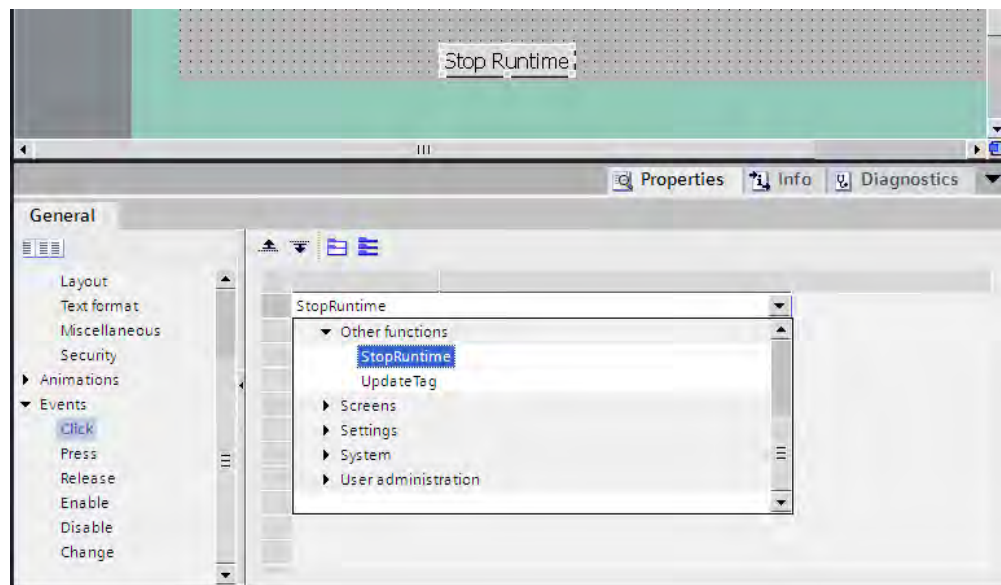 Stop Runtime
Properties
Info
Diagnostics
General
Layout
Text format
Miscellaneous
Security
Animations
Events
Click
Press
Release
Enable
Disable
Change
StopRuntime
Other functions
StopRuntime
UpdateTag
Screens
Settings
System
User administration